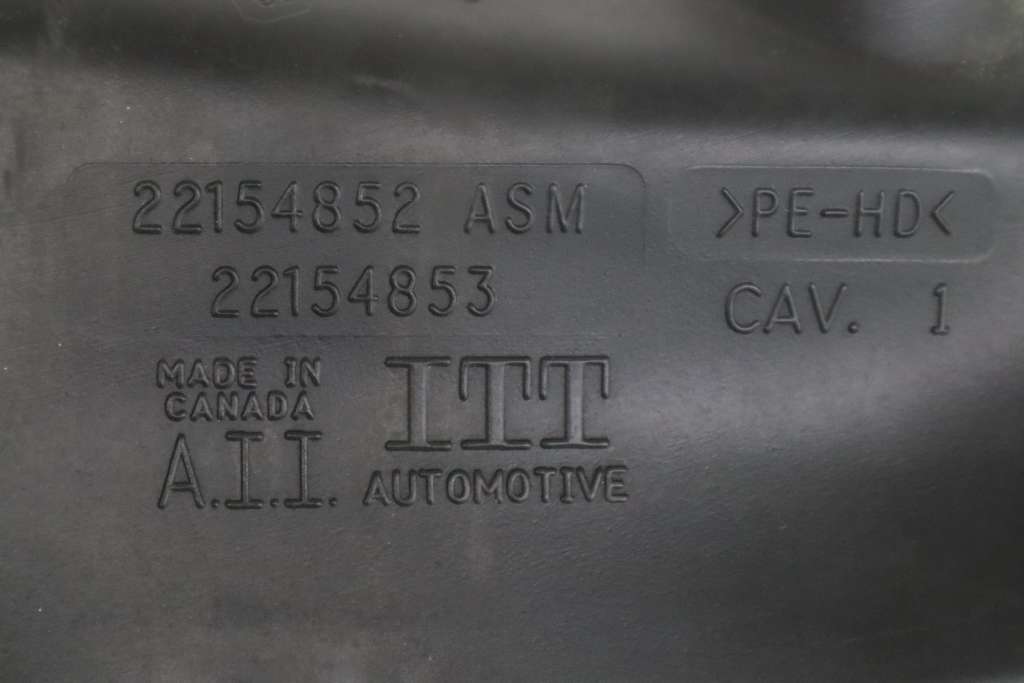 22154852 ASM
22154853
>PE-HD<
CAV. 1
MADE IN
CANADA
A.I.I.
ITT
AUTOMOTIVE